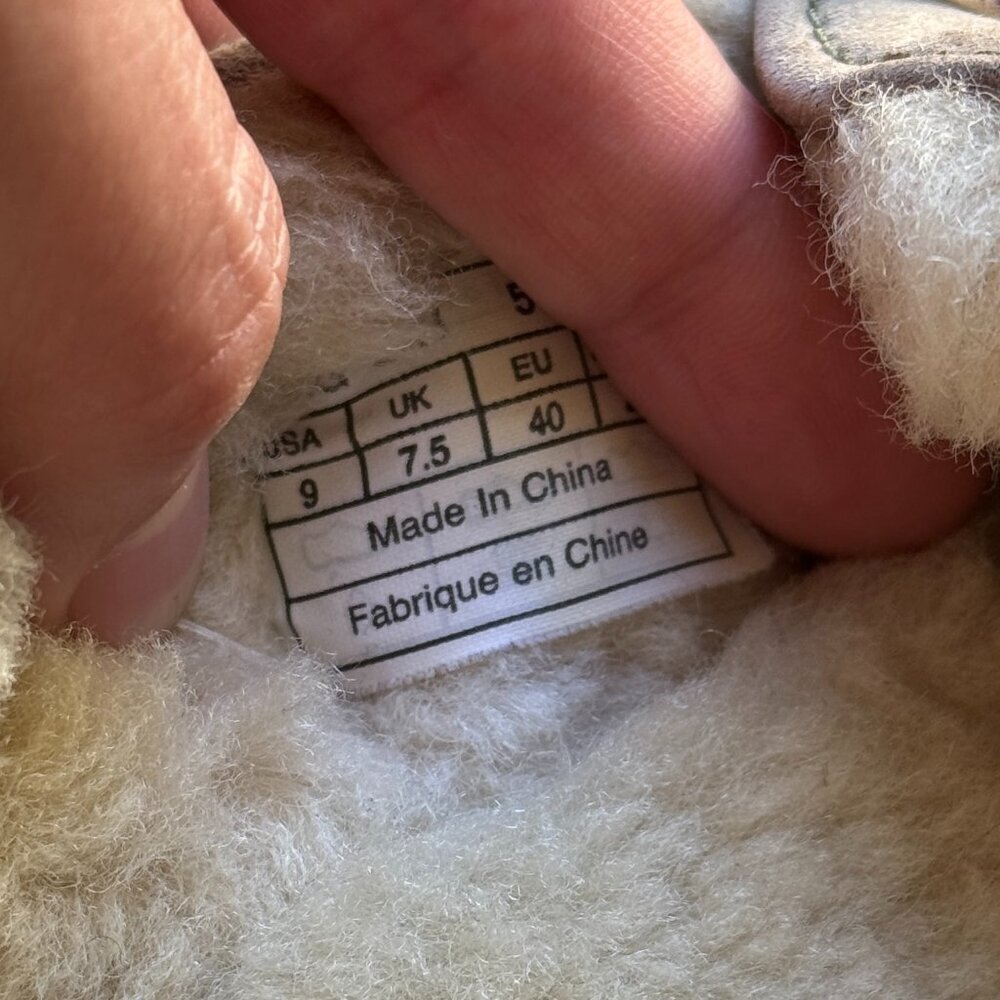 5
USA UK EU
9 7.5 40
Made In China
Fabrique en Chine